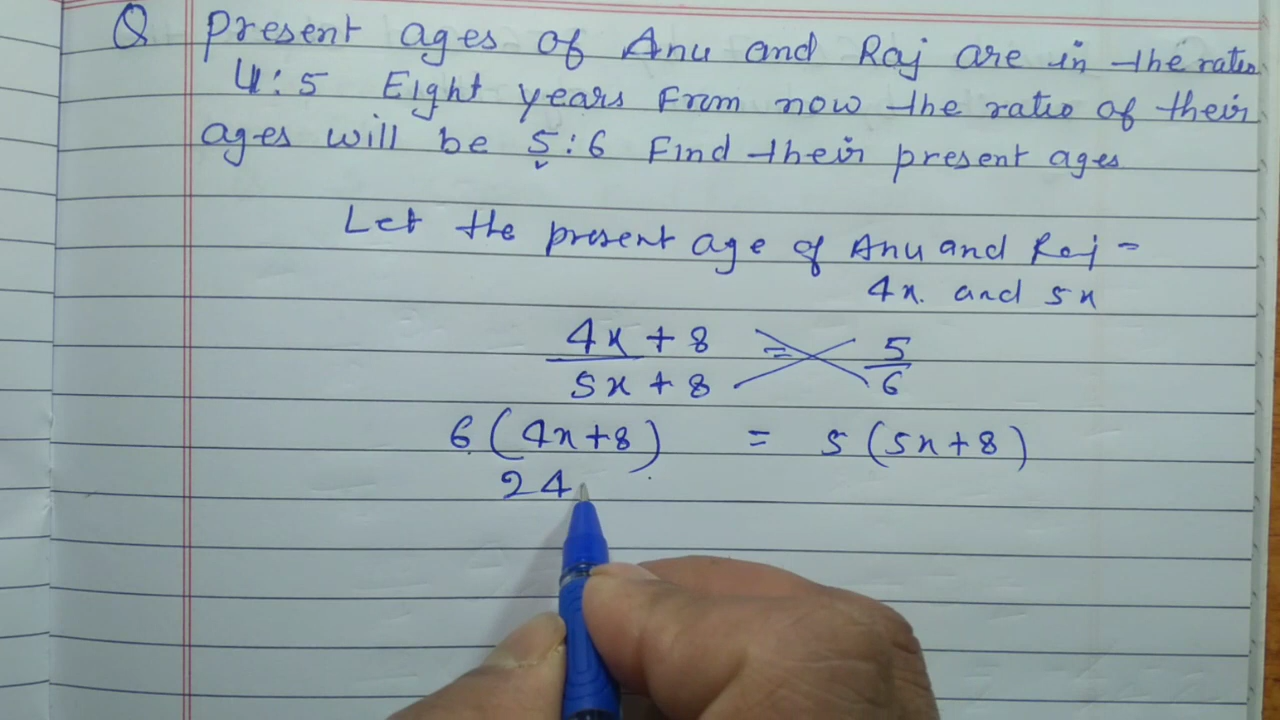 Q Present ages of Anu and Raj are in the ratio
4:5 Eight years From now the ratio of their
ages will be 5:6 Find their present ages
Let the present age of Anu and Raj =
4x. and 5x
4x + 8 = 5
5x + 8 6
6(4x+8) = 5(5x+8)
24